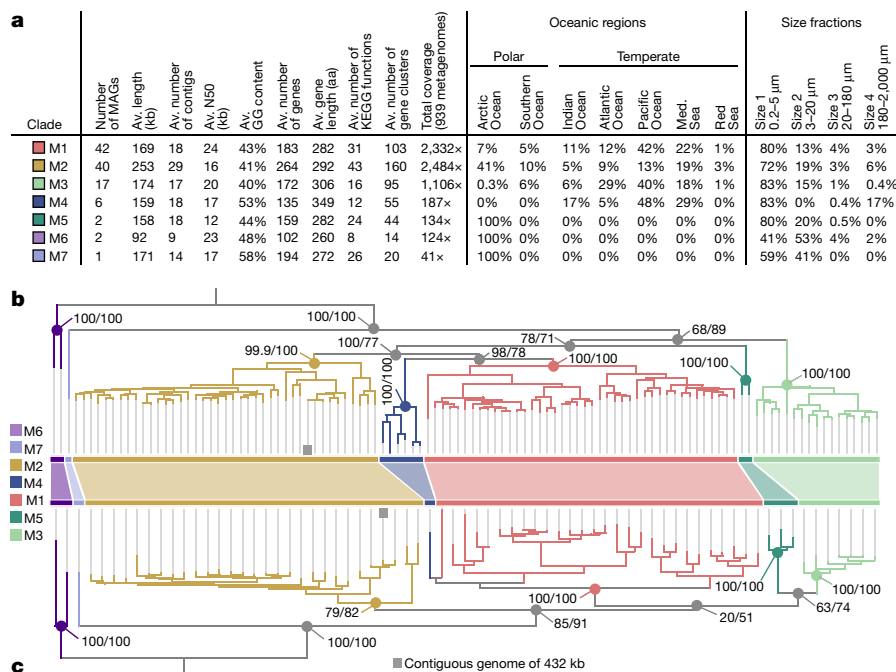 a
Oceanic regions
Size fractions
Polar
Temperate
Clade
Number of MAGs
Av. length (kb)
Av. number of contigs
Av. N50 (kb)
Av. GG content
Av. number of genes
Av. gene length (aa)
Av. number of KEGG functions
Av. number of gene clusters
Total coverage (939 metagenomes)
Arctic Ocean
Southern Ocean
Indian Ocean
Atlantic Ocean
Pacific Ocean
Med. Sea
Red Sea
Size 1 0.2–5 μm
Size 2 3–20 μm
Size 3 20–180 μm
Size 4 180–2,000 μm
M1 42 169 18 24 43% 183 282 31 103 2,332× 7% 5% 11% 12% 42% 22% 1% 80% 13% 4% 3%
M2 40 253 29 16 41% 264 292 43 160 2,484× 41% 10% 5% 9% 13% 19% 3% 72% 19% 3% 6%
M3 17 174 17 20 40% 172 306 16 95 1,106× 0.3% 6% 6% 29% 40% 18% 1% 83% 15% 1% 0.4%
M4 6 159 18 17 53% 135 349 12 55 187× 0% 0% 17% 5% 48% 29% 0% 83% 0% 0.4% 17%
M5 2 158 18 12 44% 159 282 24 44 134× 100% 0% 0% 0% 0% 0% 0% 80% 20% 0.5% 0%
M6 2 92 9 23 48% 102 260 8 14 124× 100% 0% 0% 0% 0% 0% 0% 41% 53% 4% 2%
M7 1 171 14 17 58% 194 272 26 20 41× 100% 0% 0% 0% 0% 0% 0% 59% 41% 0% 0%
b
100/100
100/100
68/89
78/71
100/77
99.9/100
98/78
100/100
100/100
100/100
100/100
M6
M7
M2
M4
M1
M5
M3
100/100
100/100
100/100
63/74
79/82
85/91
20/51
100/100
100/100
c
Contiguous genome of 432 kb